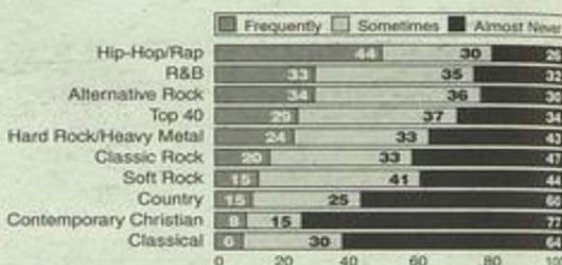 Frequently Sometimes Almost Never
Hip-Hop/Rap 44 30 26
R&B 33 35 32
Alternative Rock 34 36 30
Top 40 29 37 34
Hard Rock/Heavy Metal 24 33 43
Classic Rock 20 33 47
Soft Rock 15 41 44
Country 15 25 60
Contemporary Christian 8 15 77
Classical 6 30 64
0 20 40 60 80